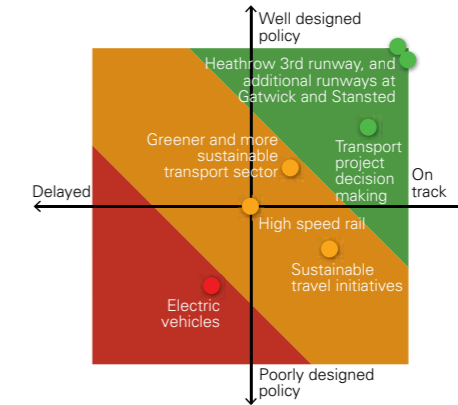 Well designed
policy
Heathrow 3rd runway, and
additional runways at
Gatwick and Stansted
Greener and more
sustainable
transport sector
Transport
project
decision
making
Delayed
On
track
High speed rail
Sustainable
travel initiatives
Electric
vehicles
Poorly designed
policy